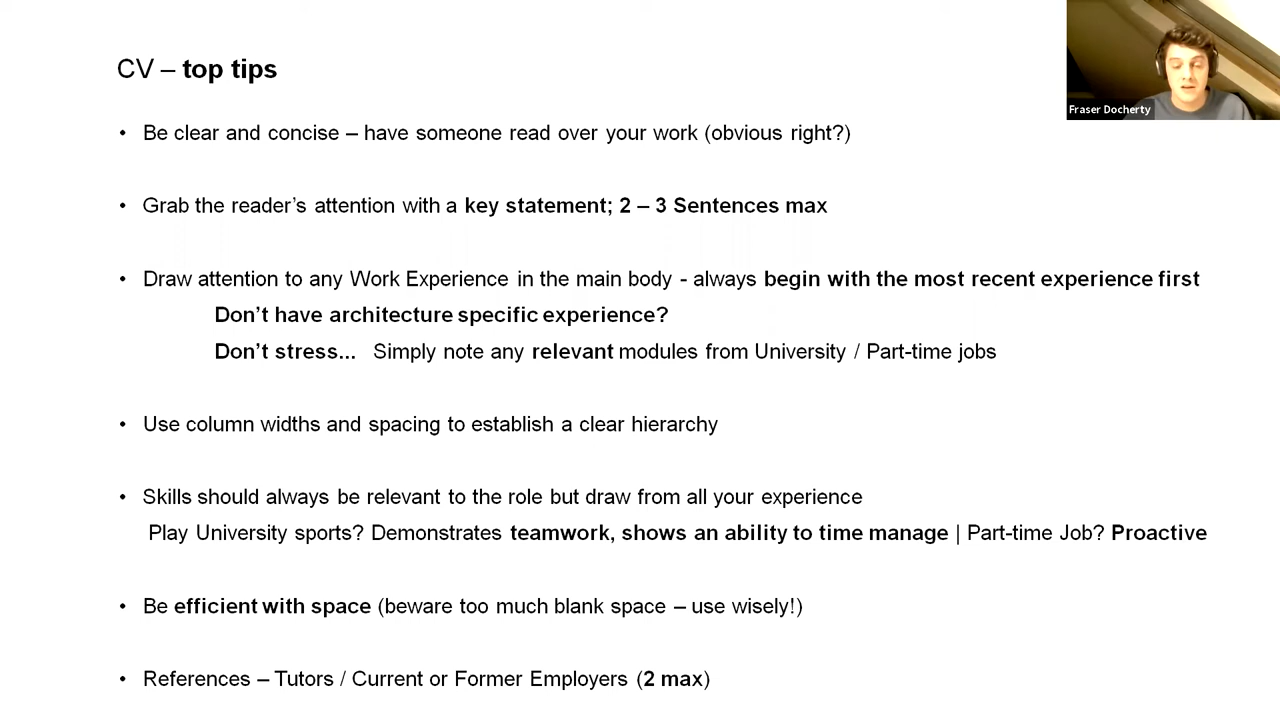 CV – top tips
Fraser Docherty
• Be clear and concise – have someone read over your work (obvious right?)
• Grab the reader’s attention with a key statement; 2 – 3 Sentences max
• Draw attention to any Work Experience in the main body - always begin with the most recent experience first
Don’t have architecture specific experience?
Don’t stress... Simply note any relevant modules from University / Part-time jobs
• Use column widths and spacing to establish a clear hierarchy
• Skills should always be relevant to the role but draw from all your experience
Play University sports? Demonstrates teamwork, shows an ability to time manage | Part-time Job? Proactive
• Be efficient with space (beware too much blank space – use wisely!)
• References – Tutors / Current or Former Employers (2 max)